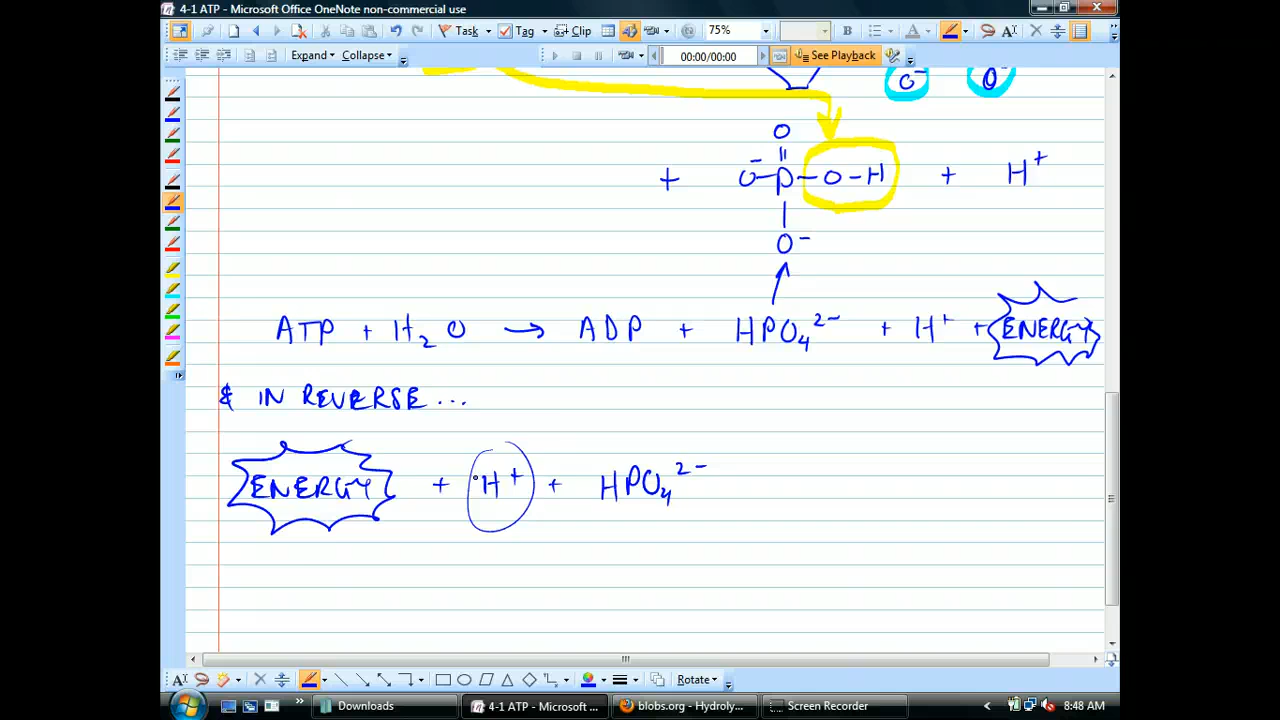 4-1 ATP - Microsoft Office OneNote non-commercial use
Task Tag Clip 75% B
Expand Collapse 00:00/00:00 See Playback
O⁻ O⁻
O
+ O⁻ P O H + H⁺
O⁻
ATP + H₂O → ADP + HPO₄²⁻ + H⁺ + ENERGY
& IN REVERSE...
ENERGY + H⁺ + HPO₄²⁻
Rotate
Downloads 4-1 ATP - Microsoft ... blobs.org - Hydroly... Screen Recorder 8:48 AM